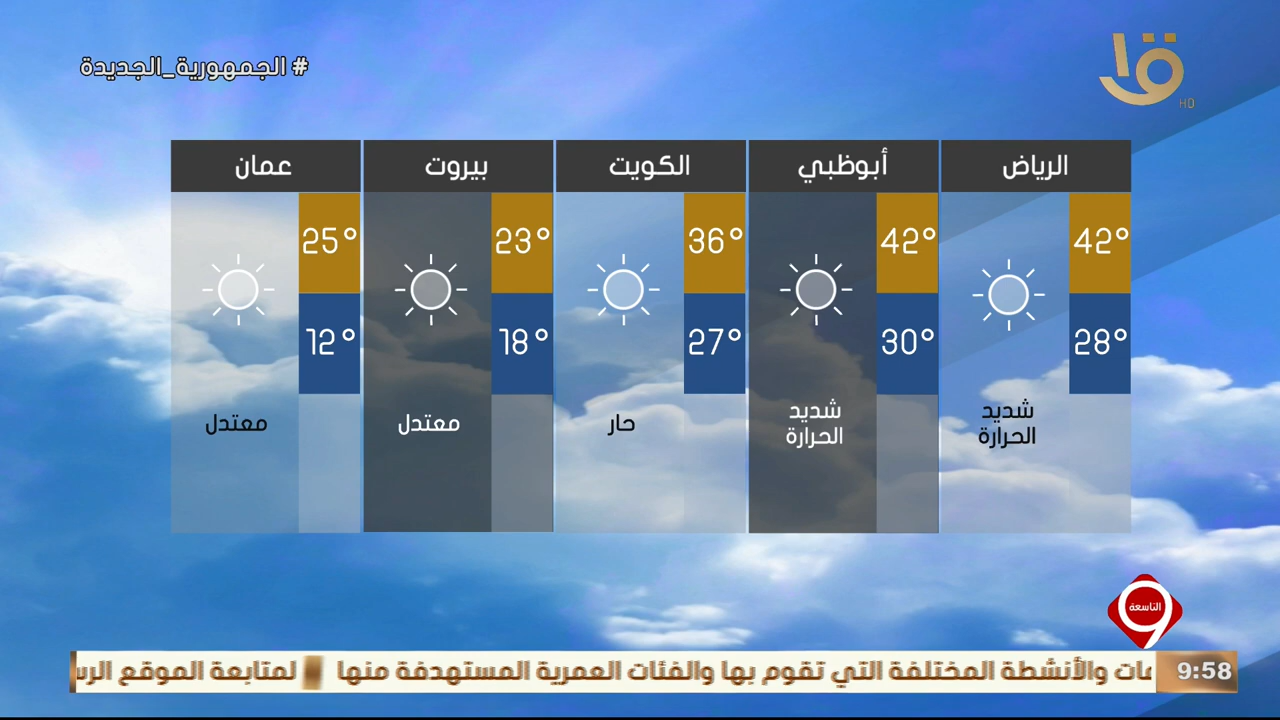 #الجمهورية_الجديدة
HD
الرياض
42°
28°
شديد
الحرارة
أبوظبي
42°
30°
شديد
الحرارة
الكويت
36°
27°
حار
بيروت
23°
18°
معتدل
عمان
25°
12°
معتدل
التاسعة
9
9:58
والأنشطة المختلفة التي تقوم بها والفئات العمرية المستهدفة منها
لمتابعة الموقع